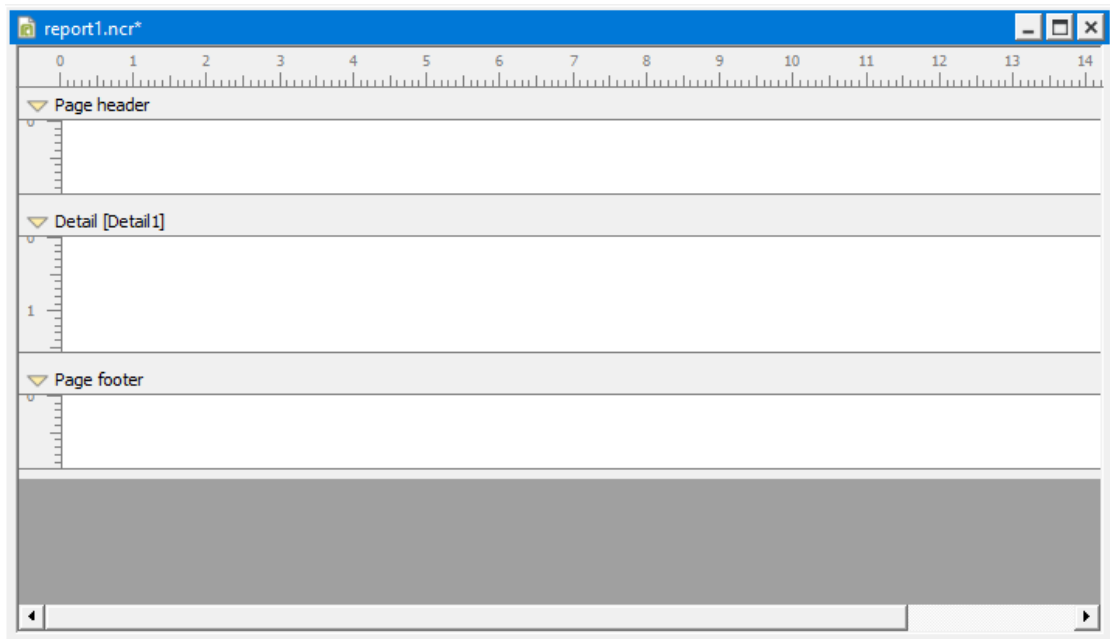 report1.ncr*
0 1 2 3 4 5 6 7 8 9 10 11 12 13 14
Page header
0
Detail [Detail1]
0
1
Page footer
0